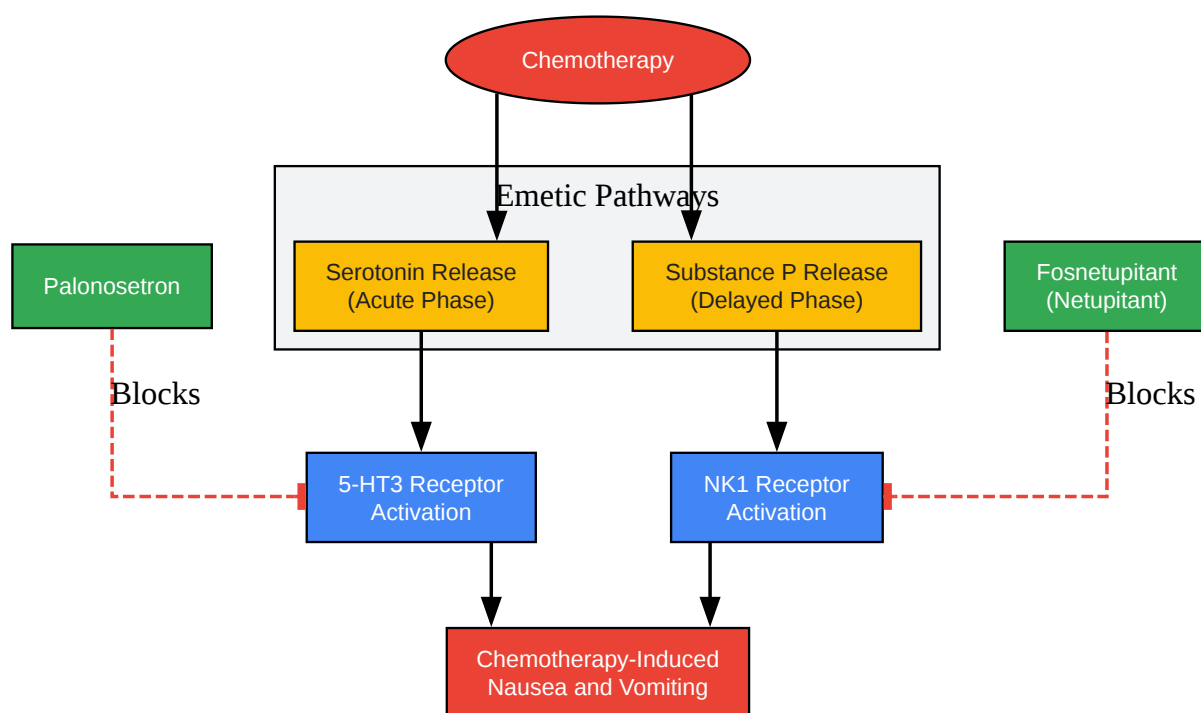 Chemotherapy
Emetic Pathways
Palonosetron
Serotonin Release
(Acute Phase)
Substance P Release
(Delayed Phase)
Fosnetupitant
(Netupitant)
Blocks
Blocks
5-HT3 Receptor
Activation
NK1 Receptor
Activation
Chemotherapy-Induced
Nausea and Vomiting